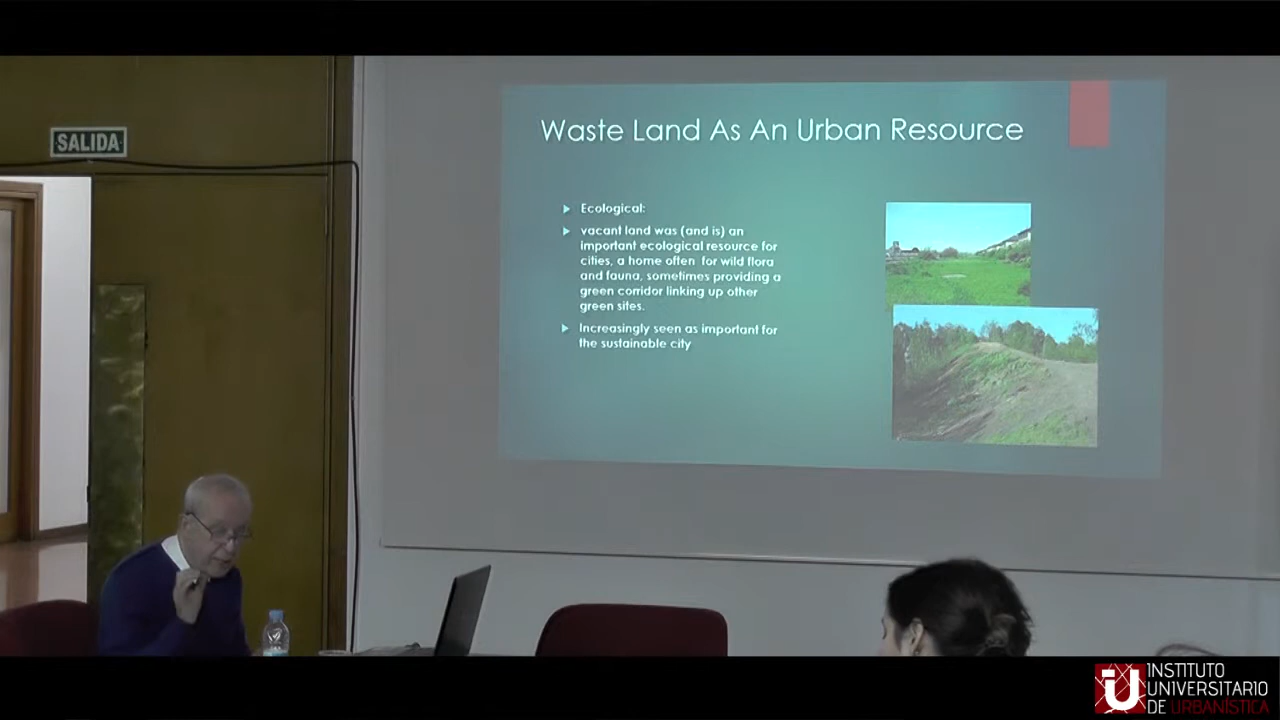 SALIDA
Waste Land As An Urban Resource
Ecological:
vacant land was (and is) an
important ecological resource for
cities, a home often for wild flora
and fauna, sometimes providing a
green corridor linking up other
green sites.
Increasingly seen as important for
the sustainable city
iU INSTITUTO
UNIVERSITARIO
DE URBANÍSTICA